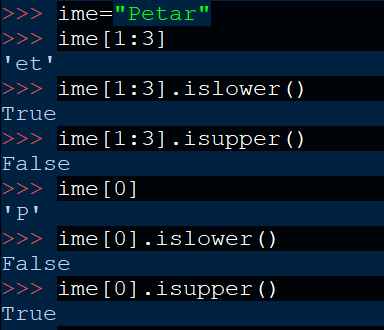 >>> ime="Petar"
>>> ime[1:3]
'et'
>>> ime[1:3].islower()
True
>>> ime[1:3].isupper()
False
>>> ime[0]
'P'
>>> ime[0].islower()
False
>>> ime[0].isupper()
True